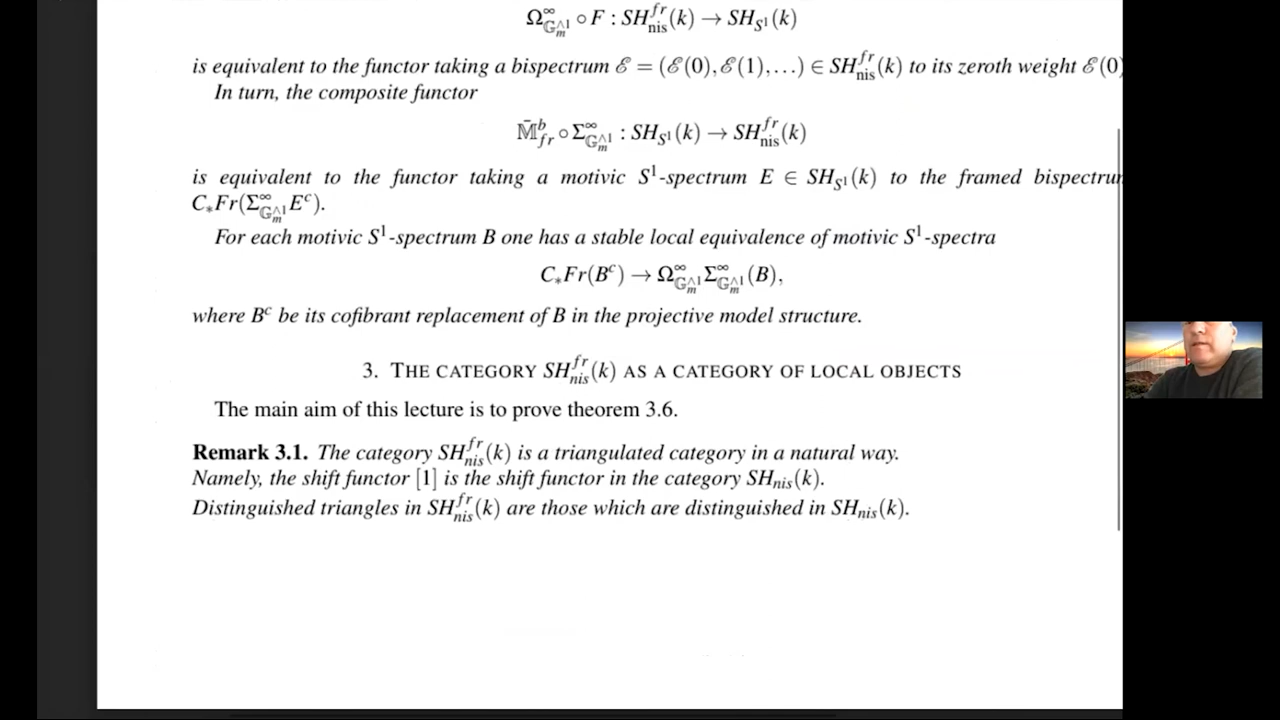 Ω^∞_{𝔾_m^{∧1}} ∘ F : SH^{fr}_{nis}(k) → SH_{S^1}(k)
is equivalent to the functor taking a bispectrum ℰ = (ℰ(0), ℰ(1), ...) ∈ SH^{fr}_{nis}(k) to its zeroth weight ℰ(0)
In turn, the composite functor
𝕄̄^b_{fr} ∘ Σ^∞_{𝔾_m^{∧1}} : SH_{S^1}(k) → SH^{fr}_{nis}(k)
is equivalent to the functor taking a motivic S^1-spectrum E ∈ SH_{S^1}(k) to the framed bispectrum
C_*Fr(Σ^∞_{𝔾_m^{∧1}} E^c).
For each motivic S^1-spectrum B one has a stable local equivalence of motivic S^1-spectra
C_*Fr(B^c) → Ω^∞_{𝔾_m^{∧1}} Σ^∞_{𝔾_m^{∧1}} (B),
where B^c be its cofibrant replacement of B in the projective model structure.
3. THE CATEGORY SH^{fr}_{nis}(k) AS A CATEGORY OF LOCAL OBJECTS
The main aim of this lecture is to prove theorem 3.6.
Remark 3.1. The category SH^{fr}_{nis}(k) is a triangulated category in a natural way.
Namely, the shift functor [1] is the shift functor in the category SH_{nis}(k).
Distinguished triangles in SH^{fr}_{nis}(k) are those which are distinguished in SH_{nis}(k).